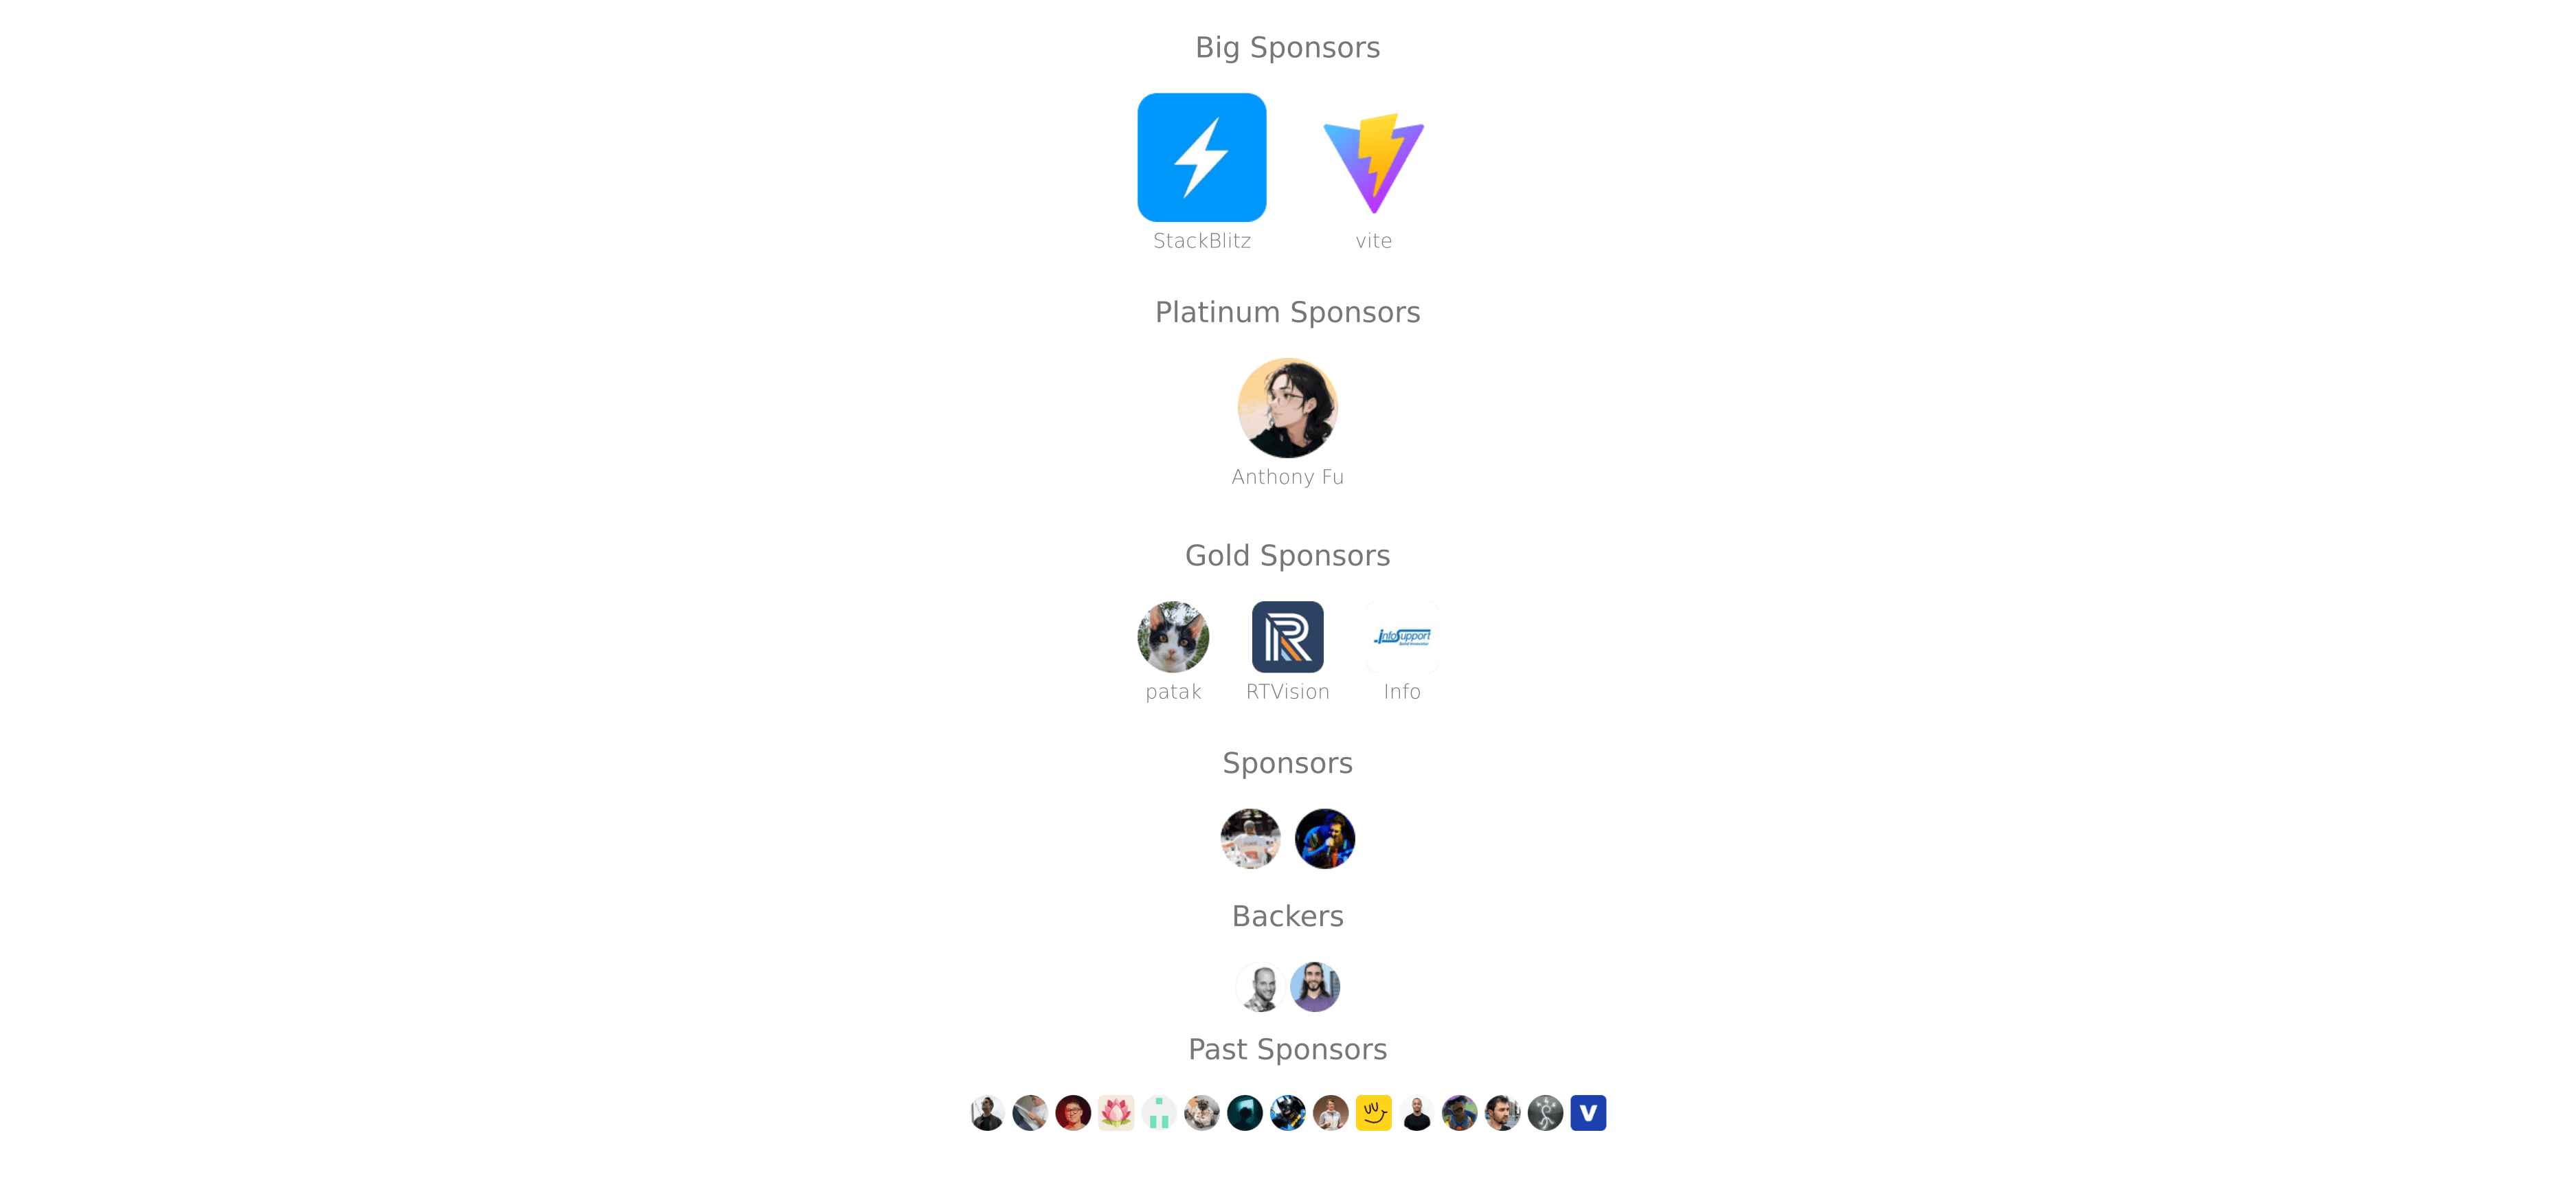 Big Sponsors
StackBlitz
vite
Platinum Sponsors
Anthony Fu
Gold Sponsors
infoSupport
patak
RTVision
Info
Sponsors
Backers
Past Sponsors
V